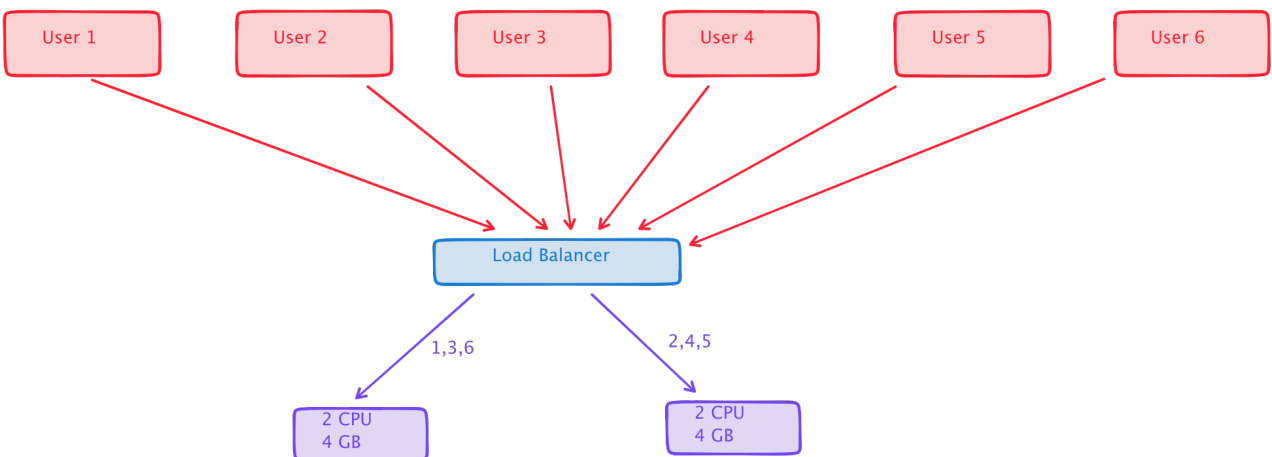 User 1
User 2
User 3
User 4
User 5
User 6
Load Balancer
1,3,6
2,4,5
2 CPU
4 GB
2 CPU
4 GB